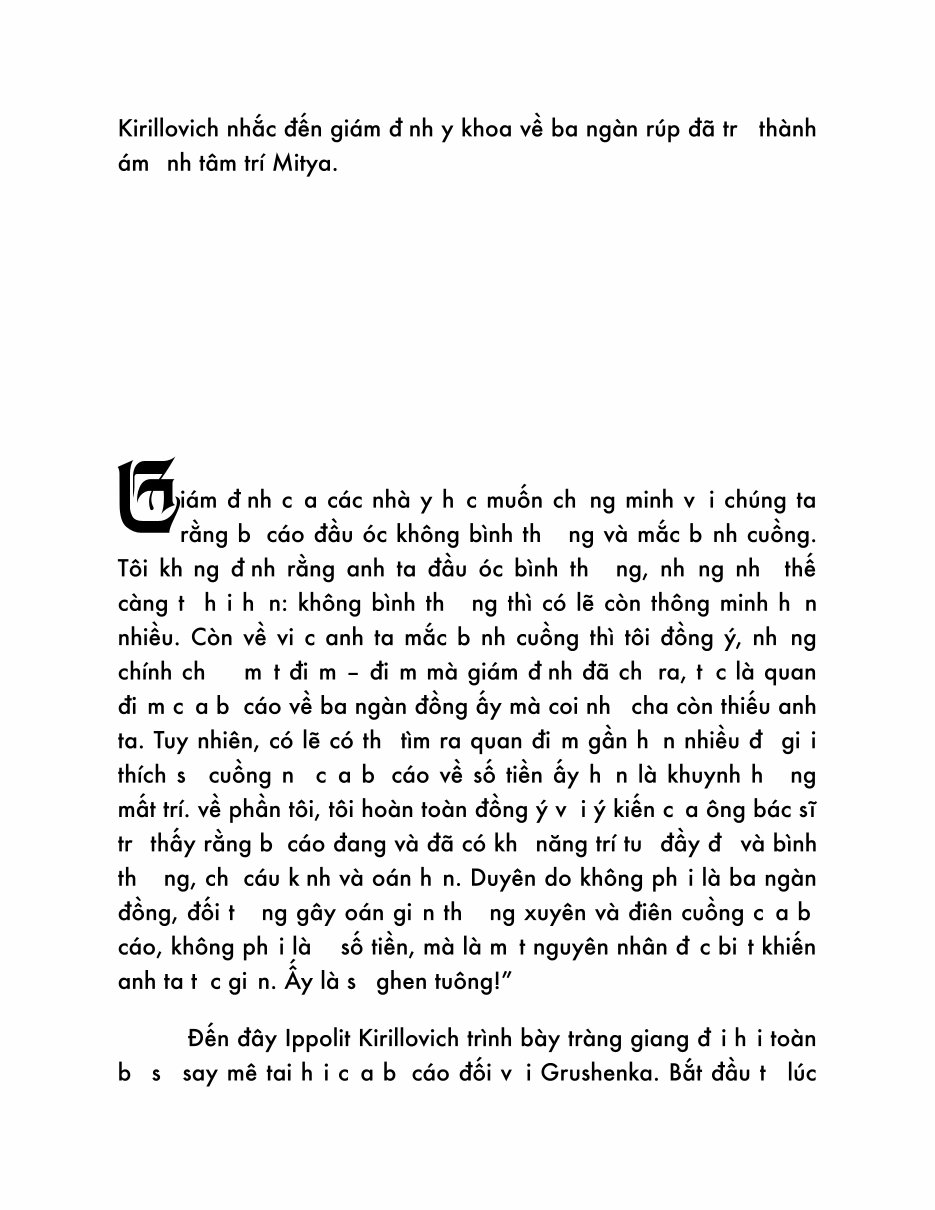 Kirillovich nhắc đến giám đ nh y khoa về ba ngàn rúp đã tr thành
ám nh tâm trí Mitya.
Giám đ nh c a các nhà y h c muốn ch ng minh v i chúng ta
rằng b cáo đầu óc không bình th ng và mắc b nh cuồng.
Tôi kh ng đ nh rằng anh ta đầu óc bình th ng, nh ng nh thế
càng t h i h n: không bình th ng thì có lẽ còn thông minh h n
nhiều. Còn về vi c anh ta mắc b nh cuồng thì tôi đồng ý, nh ng
chính ch m t đi m – đi m mà giám đ nh đã ch ra, t c là quan
đi m c a b cáo về ba ngàn đồng ấy mà coi nh cha còn thiếu anh
ta. Tuy nhiên, có lẽ có th tìm ra quan đi m gần h n nhiều đ gi i
thích s cuồng n c a b cáo về số tiền ấy h n là khuynh h ng
mất trí. về phần tôi, tôi hoàn toàn đồng ý v i ý kiến c a ông bác sĩ
tr thấy rằng b cáo đang và đã có kh năng trí tu đầy đ và bình
th ng, ch cáu k nh và oán h n. Duyên do không ph i là ba ngàn
đồng, đối t ng gây oán gi n th ng xuyên và điên cuồng c a b
cáo, không ph i là số tiền, mà là m t nguyên nhân đ c bi t khiến
anh ta t c gi n. Ấy là s ghen tuông!”
Đến đây Ippolit Kirillovich trình bày tràng giang đ i h i toàn
b s say mê tai h i c a b cáo đối v i Grushenka. Bắt đầu t lúc